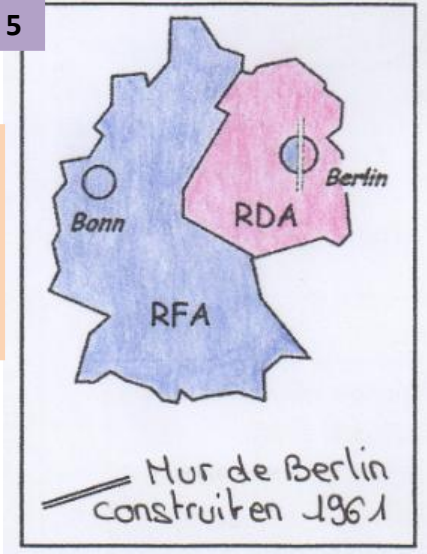 5
Berlin
Bonn
RDA
RFA
Mur de Berlin
construit en 1961